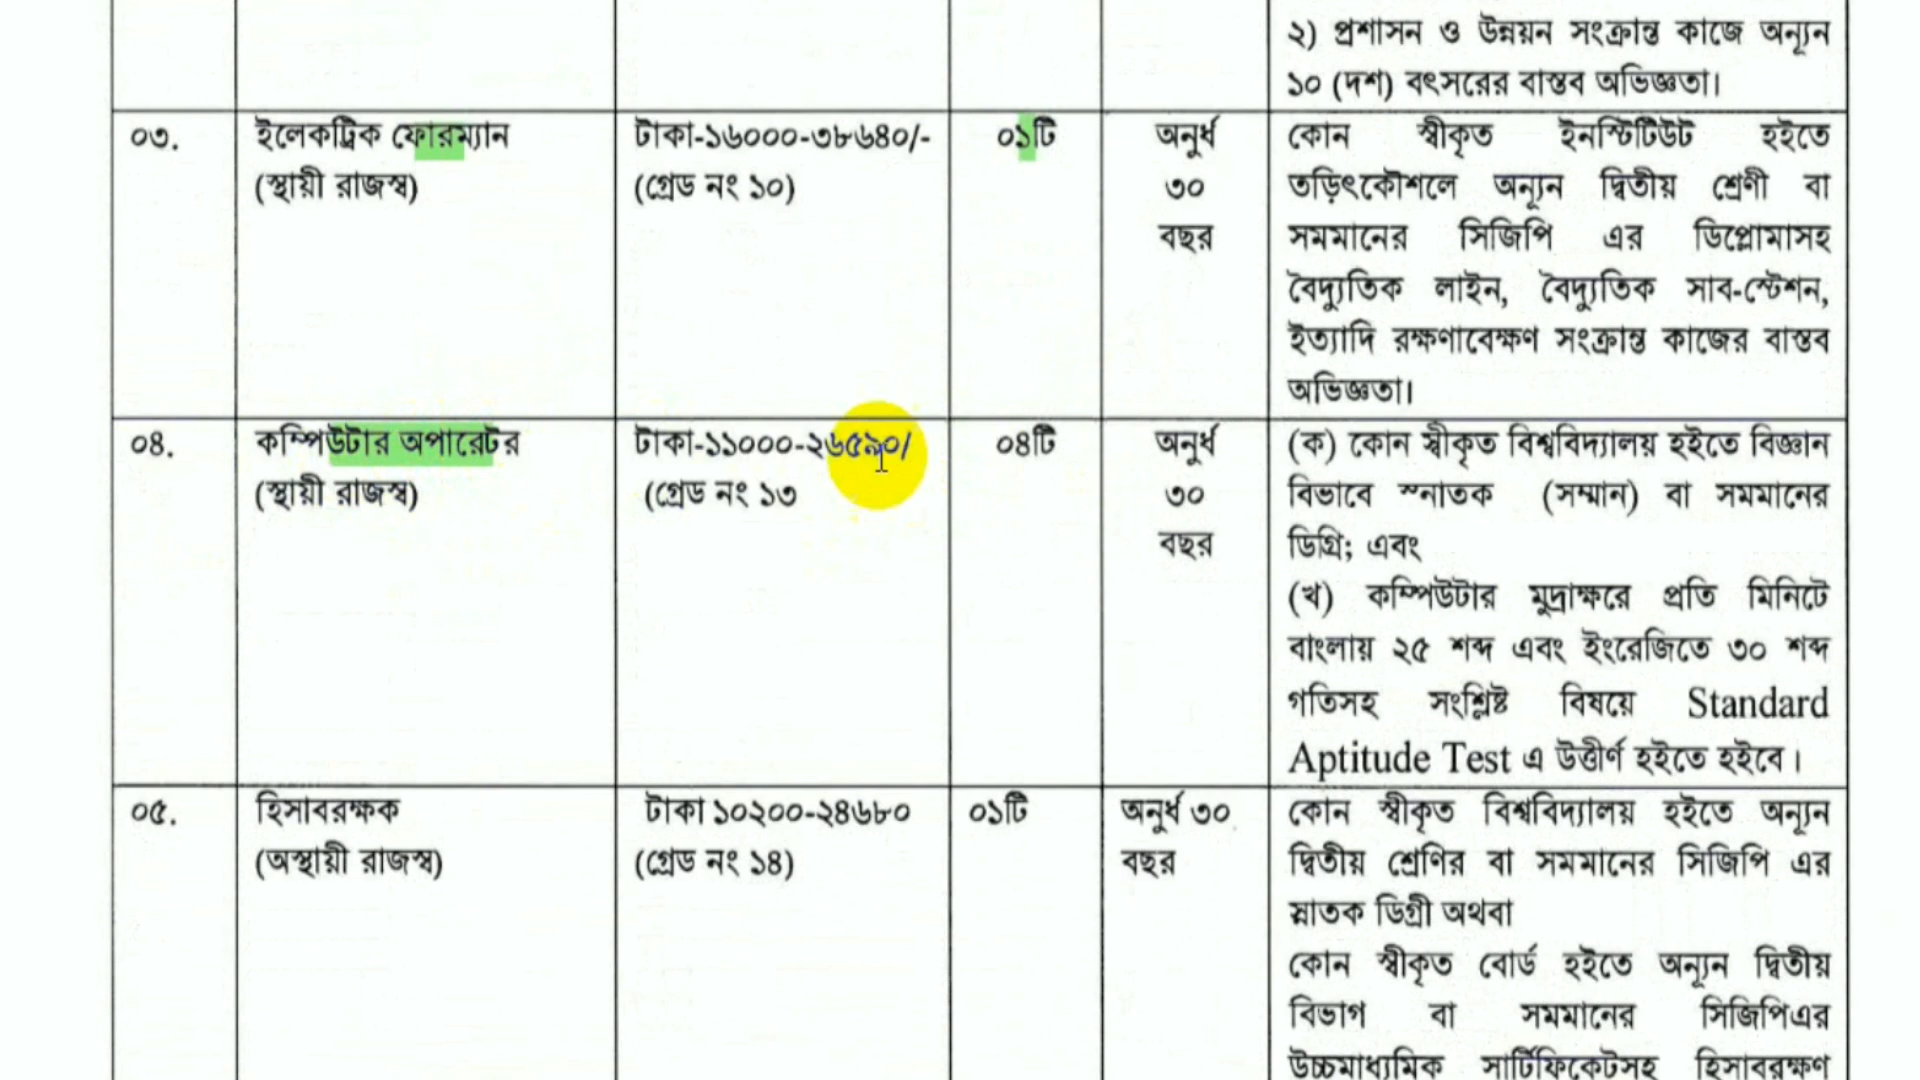 ২) প্রশাসন ও উন্নয়ন সংক্রান্ত কাজে অন্যূন
১০ (দশ) বৎসরের বাস্তব অভিজ্ঞতা।
০৩.
ইলেকট্রিক ফোরম্যান
(স্থায়ী রাজস্ব)
টাকা-১৬০০০-৩৮৬৪০/-
(গ্রেড নং ১০)
০১টি
অনুর্ধ
৩০
বছর
কোন স্বীকৃত ইনস্টিটিউট হইতে
তড়িৎকৌশলে অন্যূন দ্বিতীয় শ্রেণী বা
সমমানের সিজিপি এর ডিপ্লোমাসহ
বৈদ্যুতিক লাইন, বৈদ্যুতিক সাব-স্টেশন,
ইত্যাদি রক্ষণাবেক্ষণ সংক্রান্ত কাজের বাস্তব
অভিজ্ঞতা।
০৪.
কম্পিউটার অপারেটর
(স্থায়ী রাজস্ব)
টাকা-১১০০০-২৬৫৯০/
(গ্রেড নং ১৩
০৪টি
অনুর্ধ
৩০
বছর
(ক) কোন স্বীকৃত বিশ্ববিদ্যালয় হইতে বিজ্ঞান
বিভাবে স্নাতক (সম্মান) বা সমমানের
ডিগ্রি; এবং
(খ) কম্পিউটার মুদ্রাক্ষরে প্রতি মিনিটে
বাংলায় ২৫ শব্দ এবং ইংরেজিতে ৩০ শব্দ
গতিসহ সংশ্লিষ্ট বিষয়ে Standard
Aptitude Test এ উত্তীর্ণ হইতে হইবে।
০৫.
হিসাবরক্ষক
(অস্থায়ী রাজস্ব)
টাকা ১০২০০-২৪৬৮০
(গ্রেড নং ১৪)
০১টি
অনুর্ধ ৩০
বছর
কোন স্বীকৃত বিশ্ববিদ্যালয় হইতে অন্যূন
দ্বিতীয় শ্রেণির বা সমমানের সিজিপি এর
স্নাতক ডিগ্রী অথবা
কোন স্বীকৃত বোর্ড হইতে অন্যূন দ্বিতীয়
বিভাগ বা সমমানের সিজিপিএর
উচ্চমাধ্যমিক সার্টিফিকেটসহ হিসাবরক্ষণ